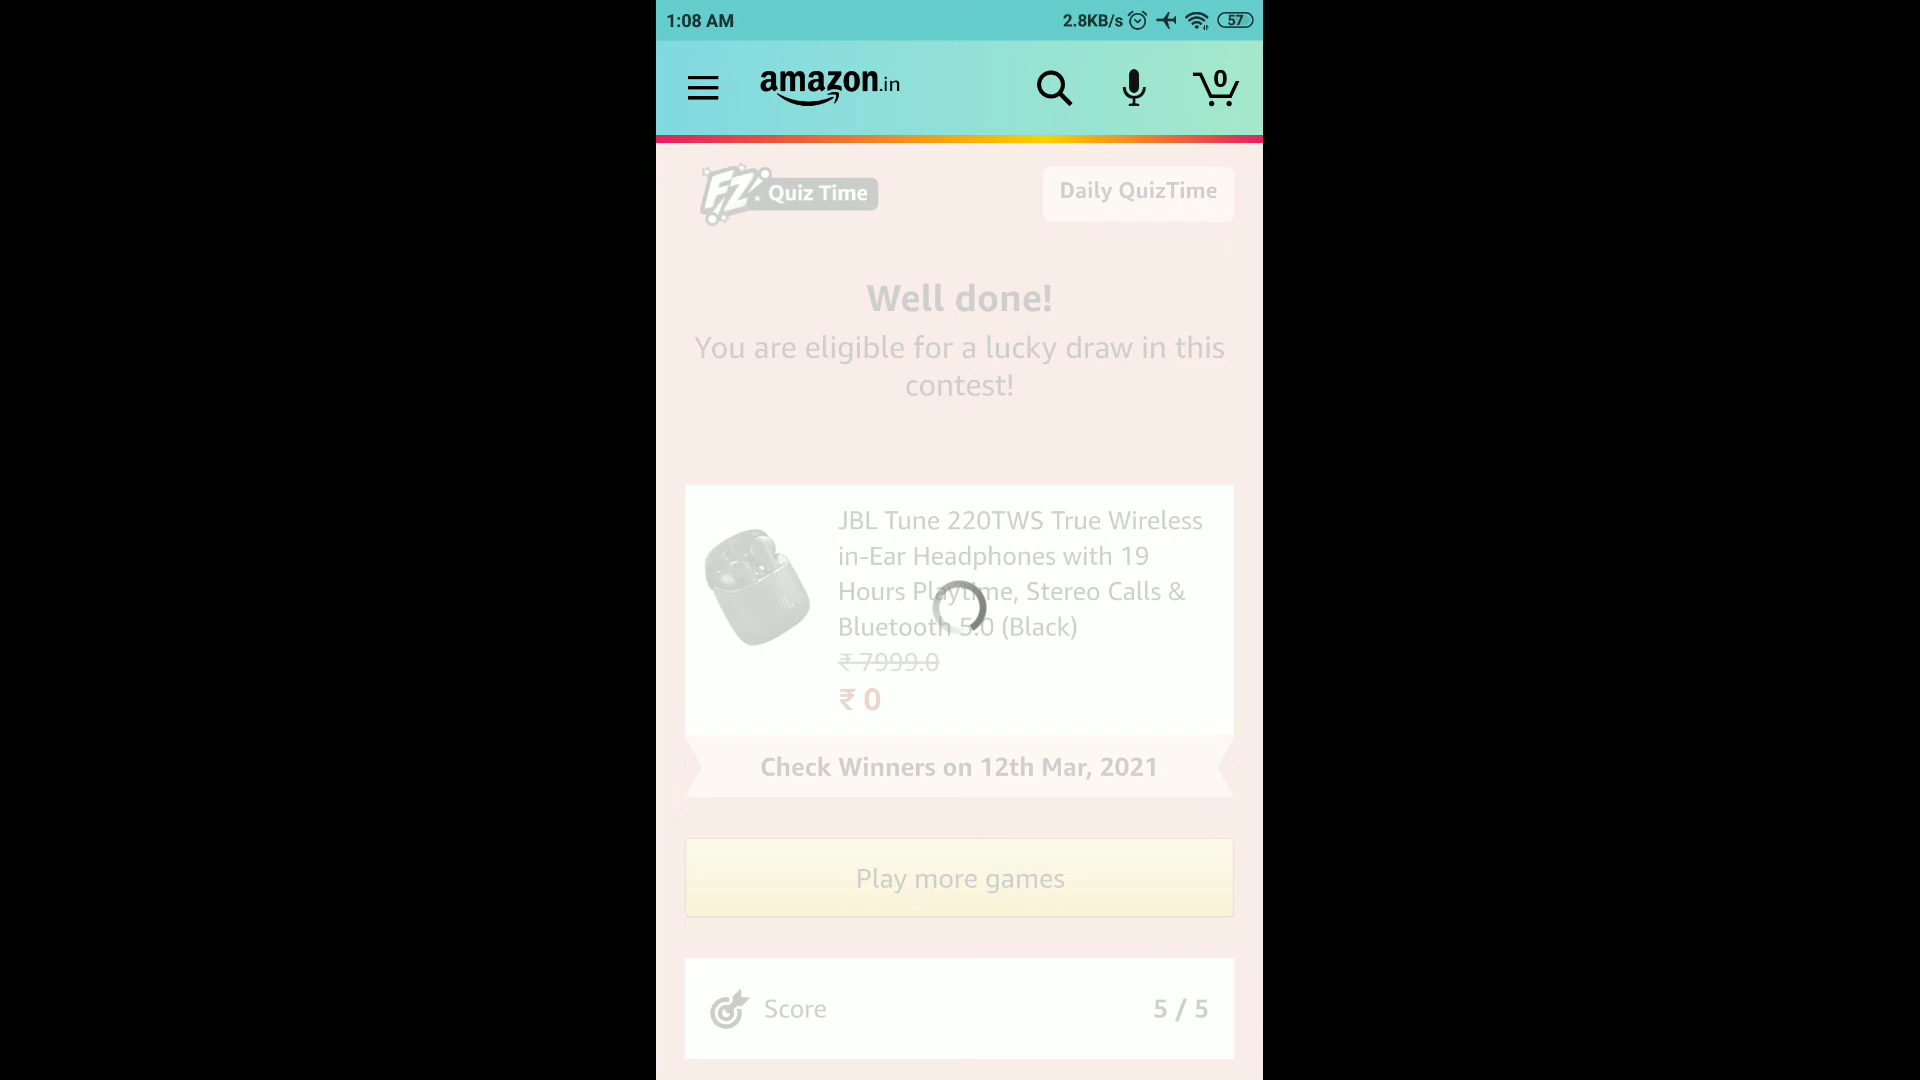 1:08 AM 2.8KB/s 57
amazon.in 0
FZ Quiz Time Daily QuizTime
Well done!
You are eligible for a lucky draw in this
contest!
JBL Tune 220TWS True Wireless
in-Ear Headphones with 19
Hours Playtime, Stereo Calls &
Bluetooth 5.0 (Black)
₹ 7999.0
₹ 0
Check Winners on 12th Mar, 2021
Play more games
Score 5 / 5